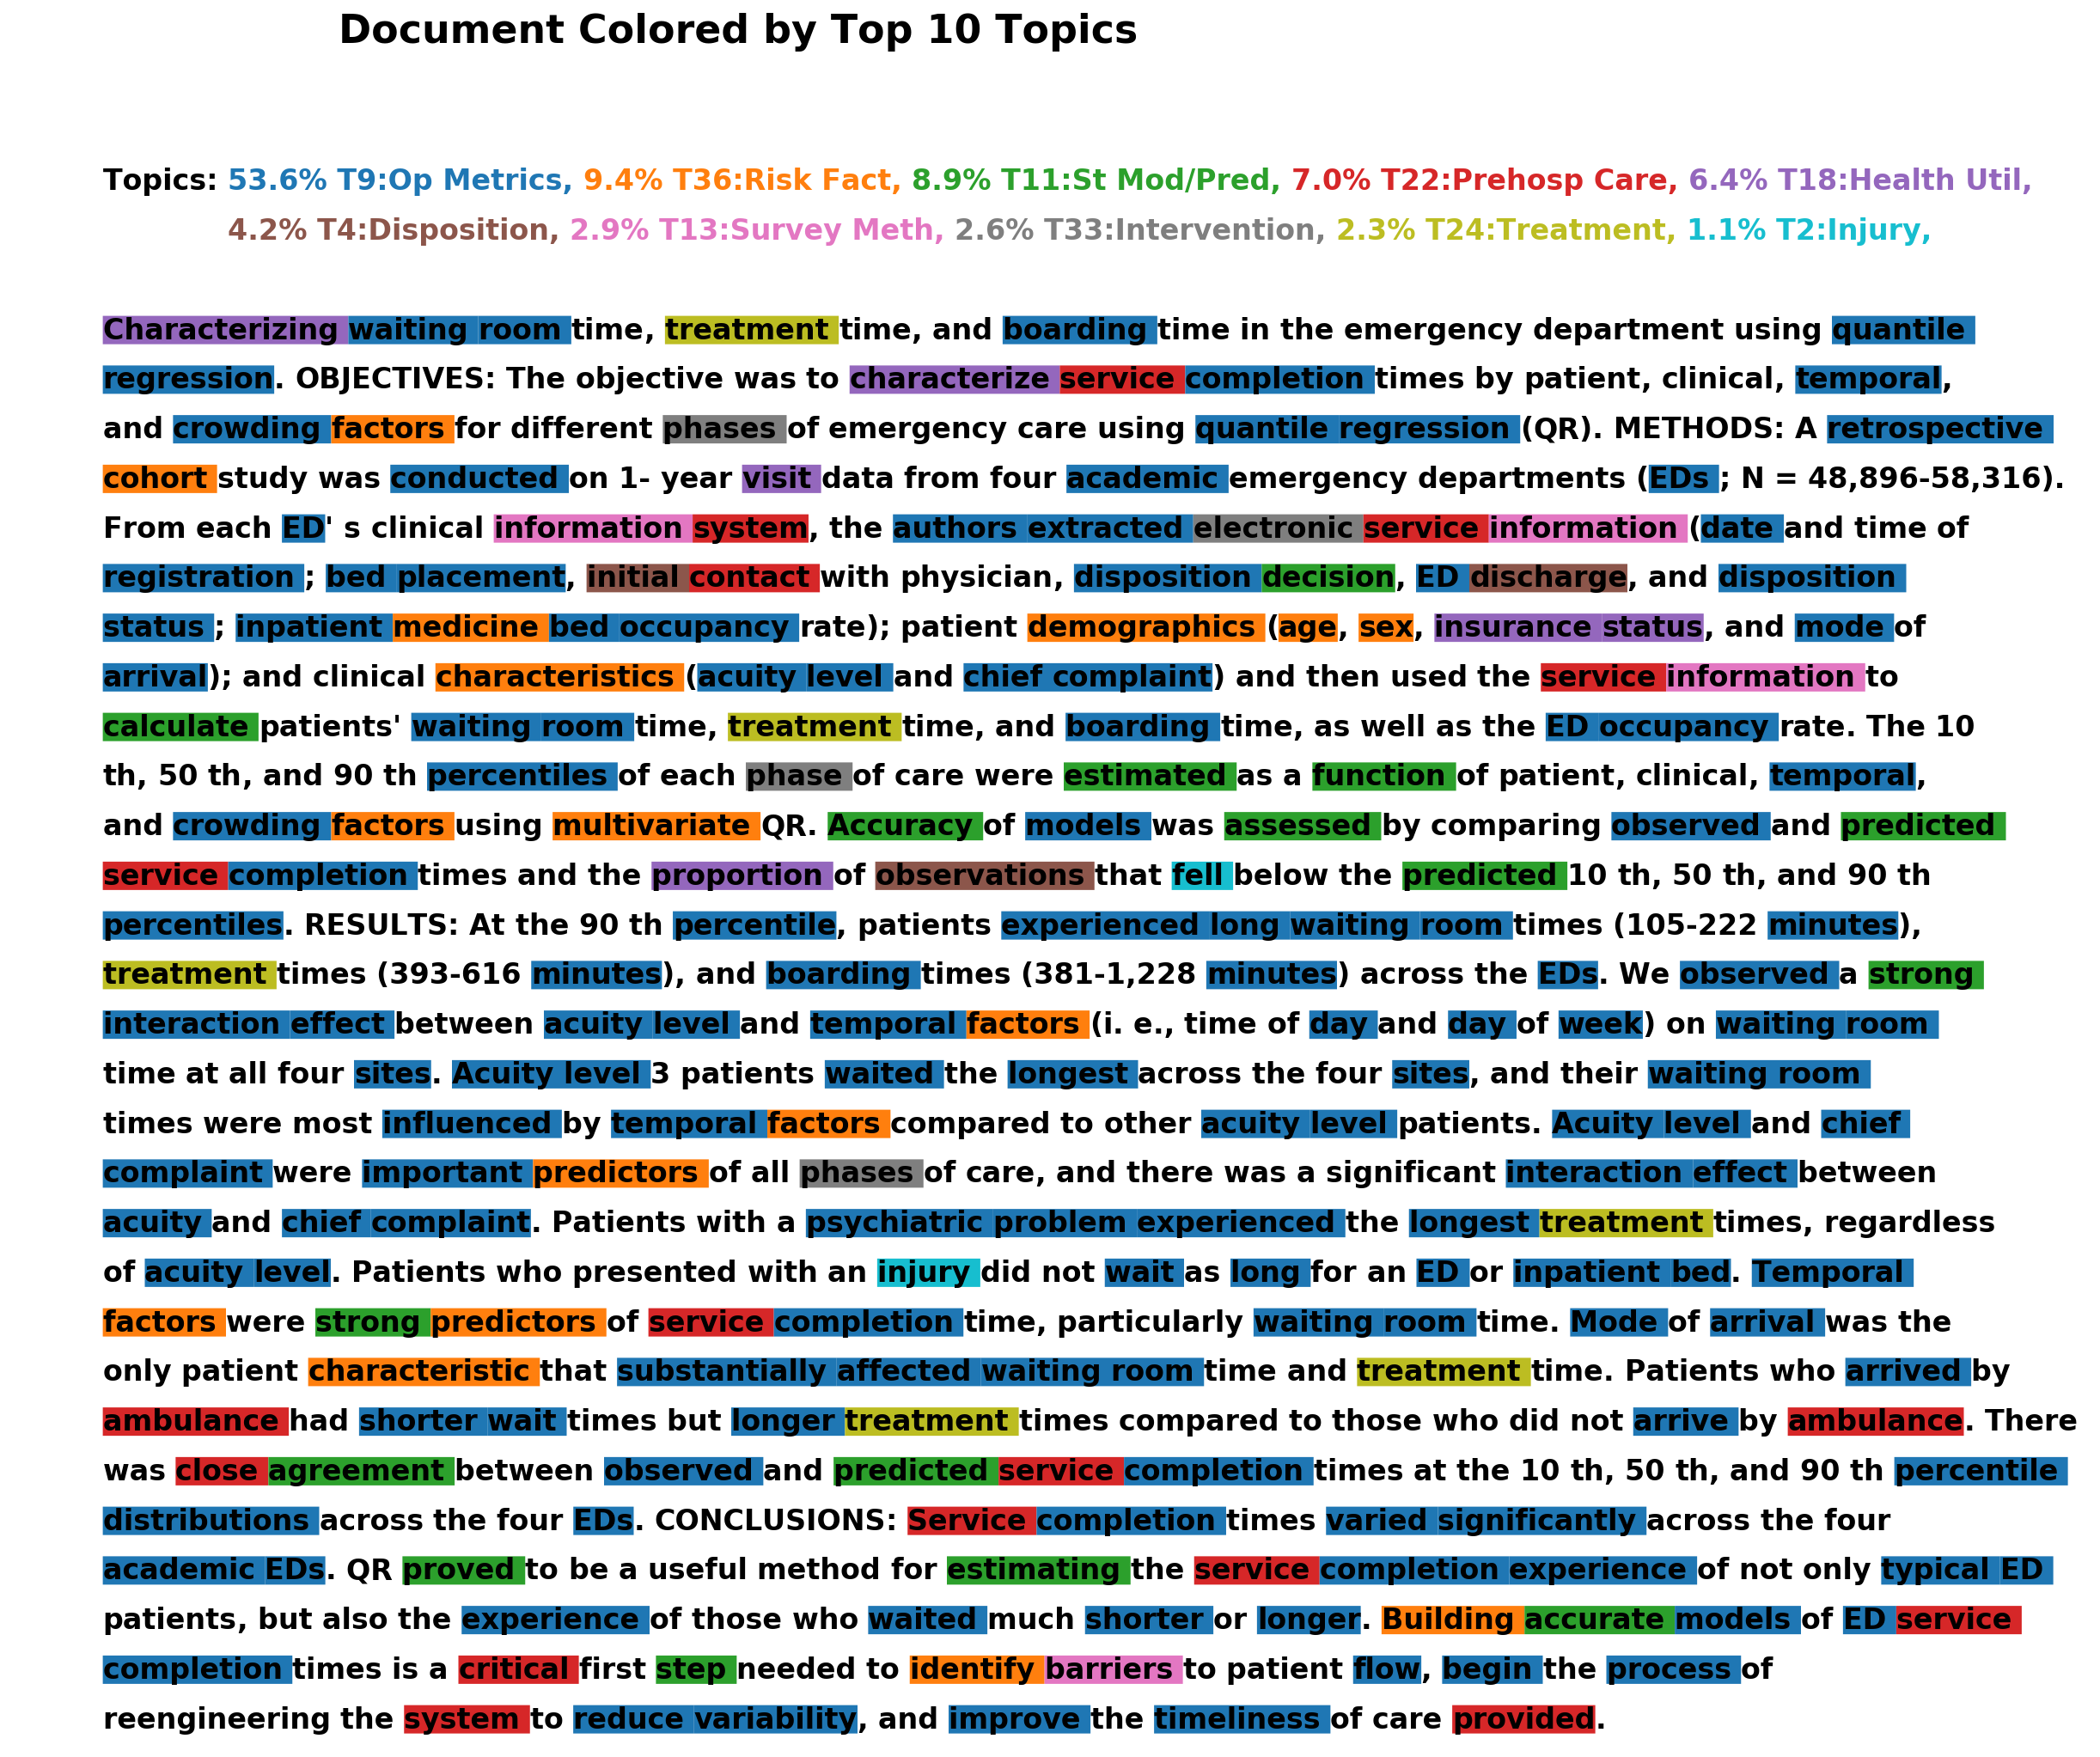 Document Colored by Top 10 Topics
Topics: 53.6% T9:Op Metrics, 9.4% T36:Risk Fact, 8.9% T11:St Mod/Pred, 7.0% T22:Prehosp Care, 6.4% T18:Health Util,
4.2% T4:Disposition, 2.9% T13:Survey Meth, 2.6% T33:Intervention, 2.3% T24:Treatment, 1.1% T2:Injury,
Characterizing waiting room time, treatment time, and boarding time in the emergency department using quantile
regression. OBJECTIVES: The objective was to characterize service completion times by patient, clinical, temporal,
and crowding factors for different phases of emergency care using quantile regression (QR). METHODS: A retrospective
cohort study was conducted on 1- year visit data from four academic emergency departments (EDs ; N = 48,896-58,316).
From each ED' s clinical information system, the authors extracted electronic service information (date and time of
registration ; bed placement, initial contact with physician, disposition decision, ED discharge, and disposition
status ; inpatient medicine bed occupancy rate); patient demographics (age, sex, insurance status, and mode of
arrival); and clinical characteristics (acuity level and chief complaint) and then used the service information to
calculate patients' waiting room time, treatment time, and boarding time, as well as the ED occupancy rate. The 10
th, 50 th, and 90 th percentiles of each phase of care were estimated as a function of patient, clinical, temporal,
and crowding factors using multivariate QR. Accuracy of models was assessed by comparing observed and predicted
service completion times and the proportion of observations that fell below the predicted 10 th, 50 th, and 90 th
percentiles. RESULTS: At the 90 th percentile, patients experienced long waiting room times (105-222 minutes),
treatment times (393-616 minutes), and boarding times (381-1,228 minutes) across the EDs. We observed a strong
interaction effect between acuity level and temporal factors (i. e., time of day and day of week) on waiting room
time at all four sites. Acuity level 3 patients waited the longest across the four sites, and their waiting room
times were most influenced by temporal factors compared to other acuity level patients. Acuity level and chief
complaint were important predictors of all phases of care, and there was a significant interaction effect between
acuity and chief complaint. Patients with a psychiatric problem experienced the longest treatment times, regardless
of acuity level. Patients who presented with an injury did not wait as long for an ED or inpatient bed. Temporal
factors were strong predictors of service completion time, particularly waiting room time. Mode of arrival was the
only patient characteristic that substantially affected waiting room time and treatment time. Patients who arrived by
ambulance had shorter wait times but longer treatment times compared to those who did not arrive by ambulance. There
was close agreement between observed and predicted service completion times at the 10 th, 50 th, and 90 th percentile
distributions across the four EDs. CONCLUSIONS: Service completion times varied significantly across the four
academic EDs. QR proved to be a useful method for estimating the service completion experience of not only typical ED
patients, but also the experience of those who waited much shorter or longer. Building accurate models of ED service
completion times is a critical first step needed to identify barriers to patient flow, begin the process of
reengineering the system to reduce variability, and improve the timeliness of care provided.